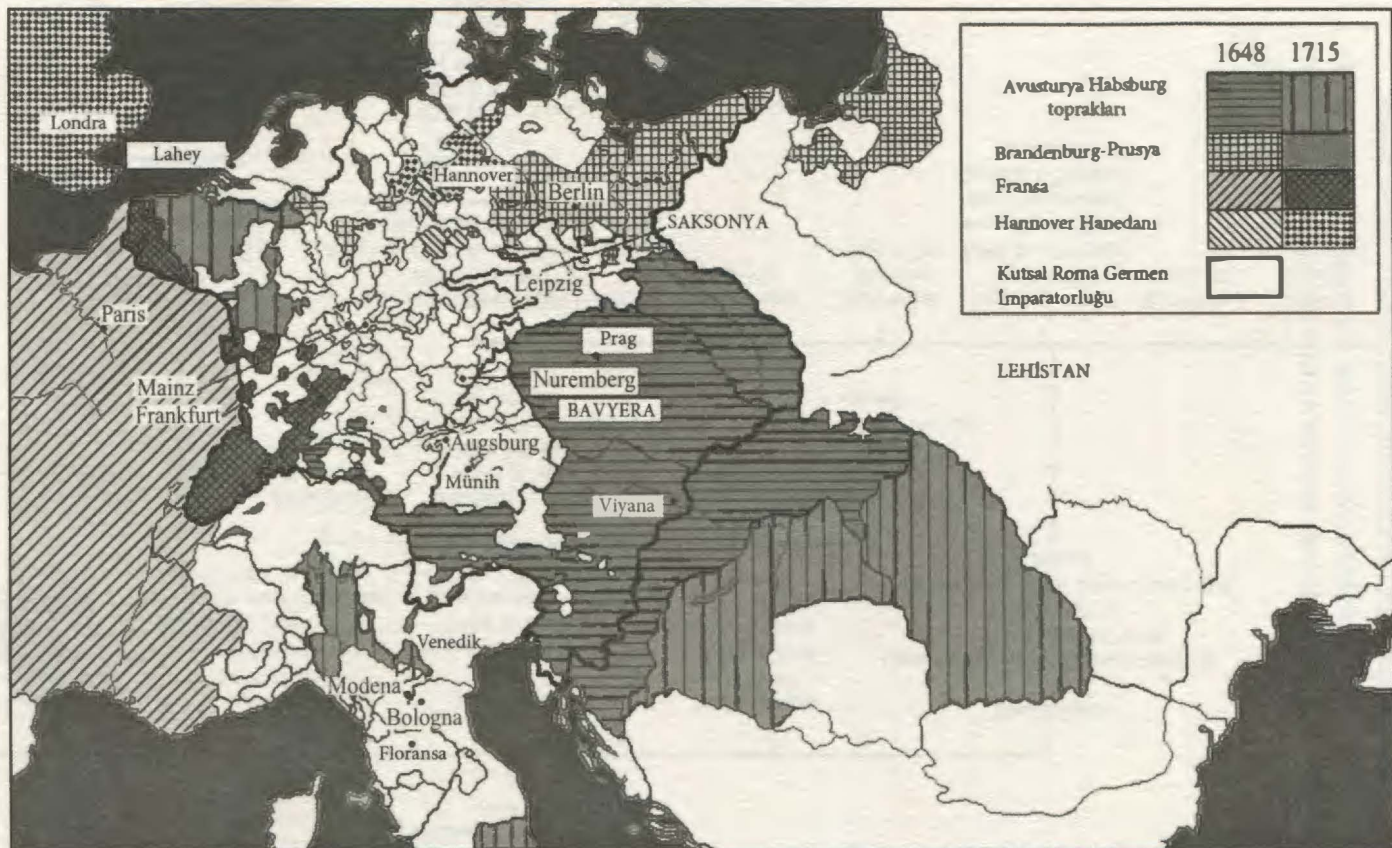 1648 1715
Avusturya Habsburg
toprakları
Brandenburg-Prusya
Fransa
Hannover Hanedanı
Kutsal Roma Germen
İmparatorluğu
Londra
Lahey
Hannover
Berlin
SAKSONYA
Leipzig
Paris
Prag
LEHİSTAN
Mainz
Nuremberg
Frankfurt
BAVYERA
Augsburg
Münih
Viyana
Venedik
Modena
Bologna
Floransa